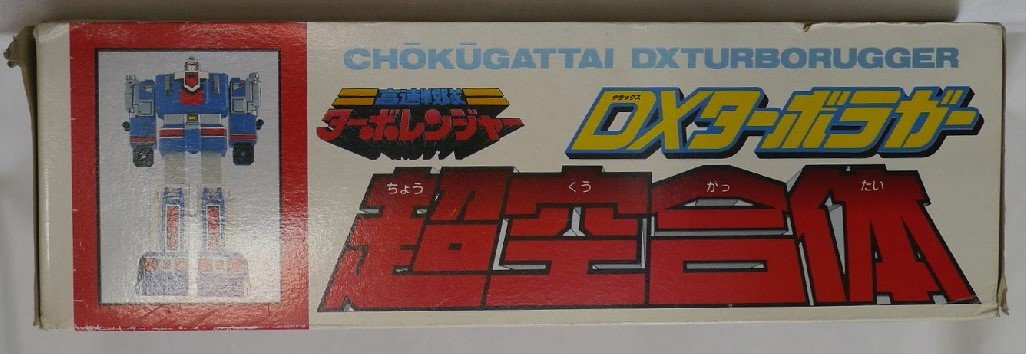 CHŌKŪGATTAI DXTURBORUGGER
高速戦隊
ターボレンジャー
デラックス
DXターボラガー
ちょう くう がっ たい
超空合体